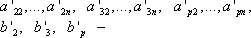 a'₂₂,...,a'₂ₙ, a'₃₂,...,a'₃ₙ, a'ₚ₂,...,a'ₚₙ,
b'₂, b'₃, b'ₚ −